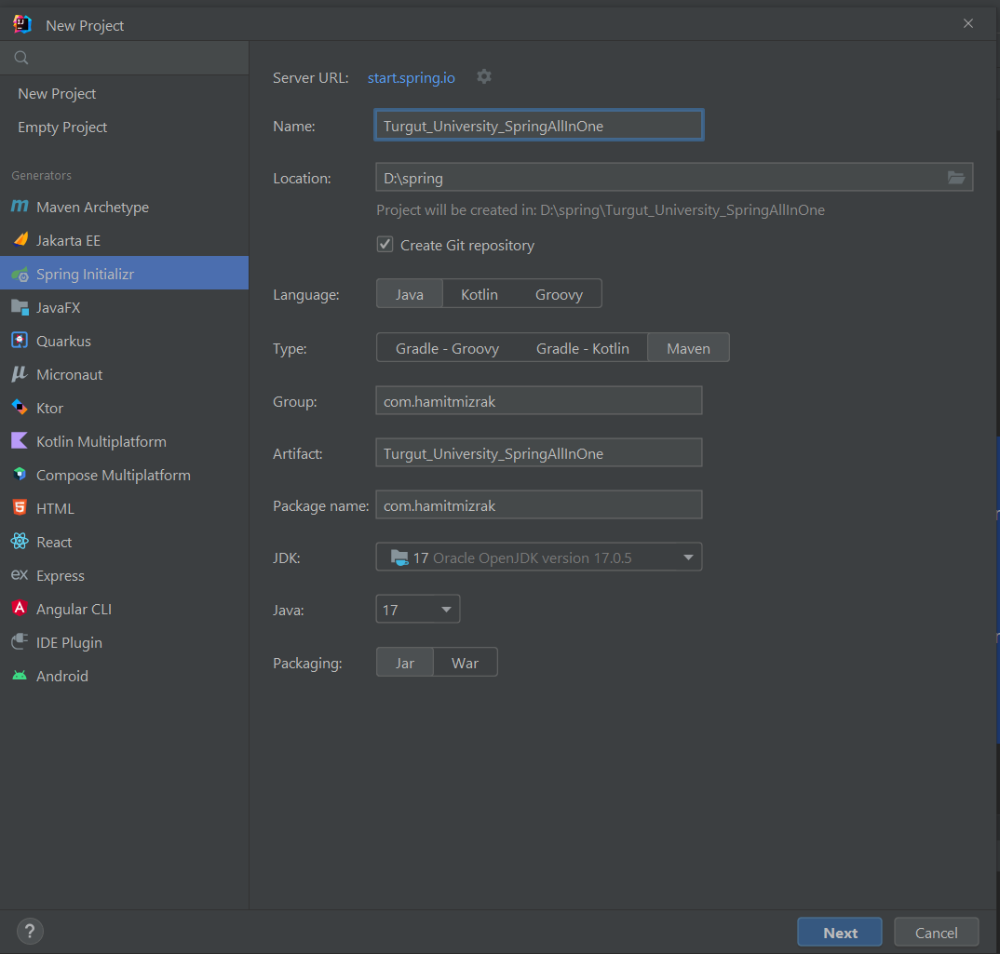 New Project
New Project
Empty Project
Generators
Maven Archetype
Jakarta EE
Spring Initializr
JavaFX
Quarkus
Micronaut
Ktor
Kotlin Multiplatform
Compose Multiplatform
HTML
React
Express
Angular CLI
IDE Plugin
Android
Server URL: start.spring.io
Name: Turgut_University_SpringAllInOne
Location: D:\spring
Project will be created in: D:\spring\Turgut_University_SpringAllInOne
Create Git repository
Language: Java Kotlin Groovy
Type: Gradle - Groovy Gradle - Kotlin Maven
Group: com.hamitmizrak
Artifact: Turgut_University_SpringAllInOne
Package name: com.hamitmizrak
JDK: 17 Oracle OpenJDK version 17.0.5
Java: 17
Packaging: Jar War
? Next Cancel